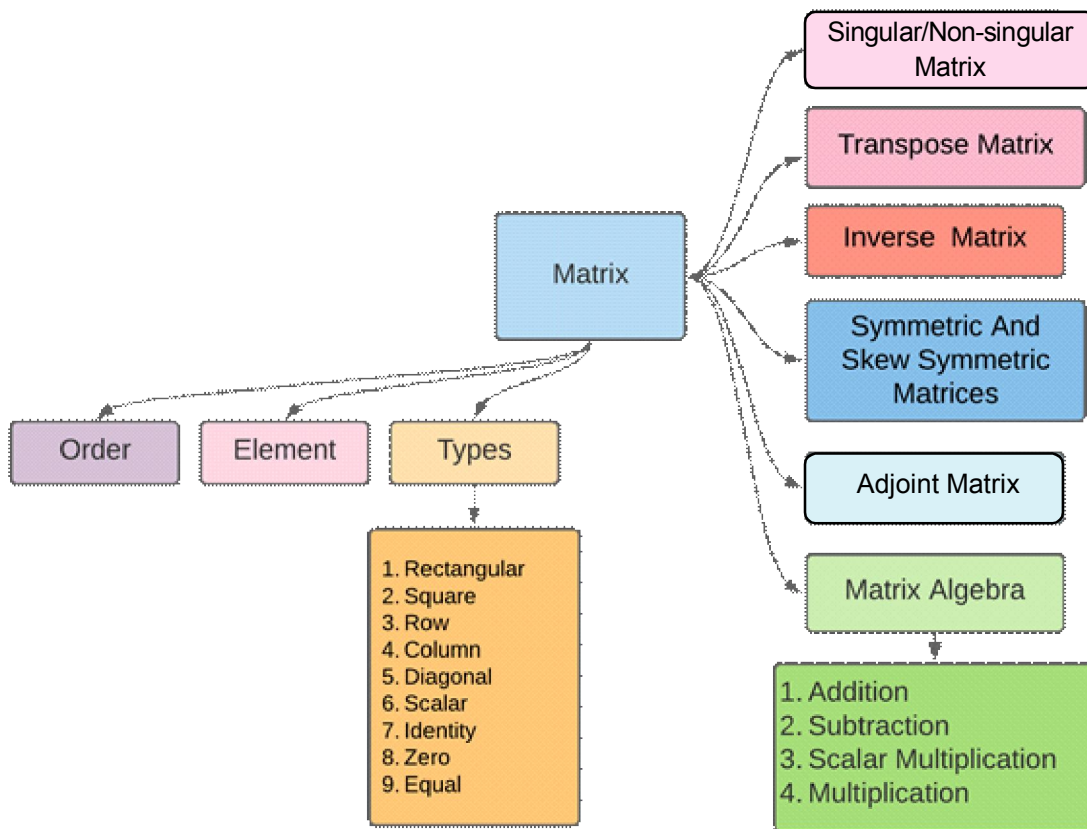 Matrix
Order
Element
Types
1. Rectangular
2. Square
3. Row
4. Column
5. Diagonal
6. Scalar
7. Identity
8. Zero
9. Equal
Singular/Non-singular
Matrix
Transpose Matrix
Inverse Matrix
Symmetric And
Skew Symmetric
Matrices
Adjoint Matrix
Matrix Algebra
1. Addition
2. Subtraction
3. Scalar Multiplication
4. Multiplication